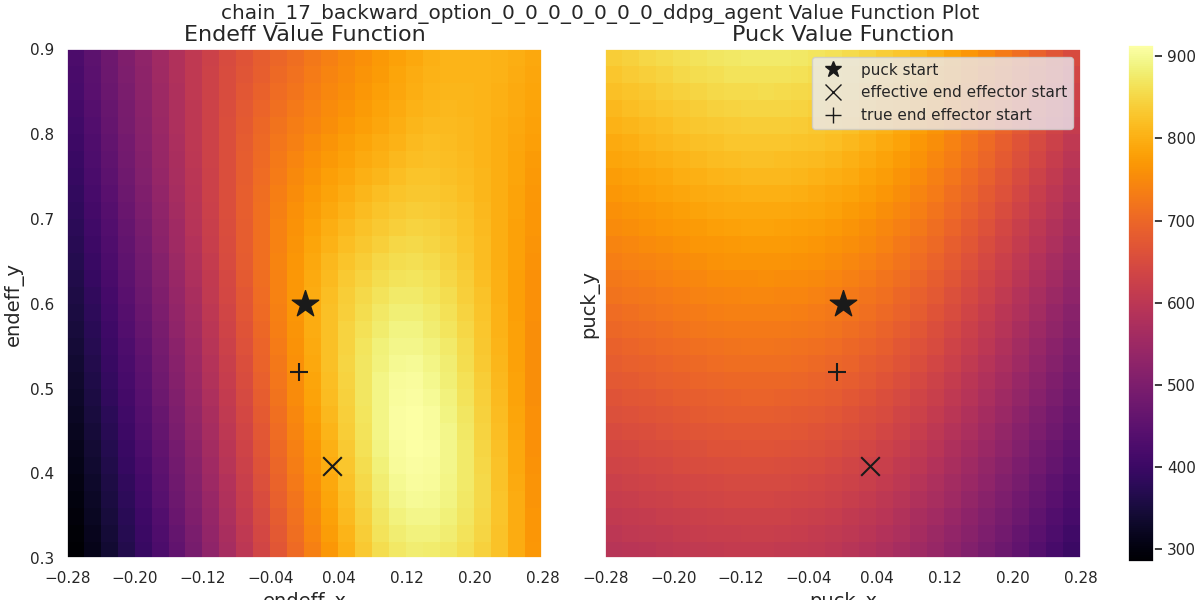 chain_17_backward_option_0_0_0_0_0_0_0_ddpg_agent Value Function Plot
Endeff Value Function
Puck Value Function
puck start
effective end effector start
true end effector start
0.9
0.8
0.7
0.6
0.5
0.4
0.3
endeff_y
−0.28 −0.20 −0.12 −0.04 0.04 0.12 0.20 0.28
endeff_x
puck_y
−0.28 −0.20 −0.12 −0.04 0.04 0.12 0.20 0.28
puck_x
900
800
700
600
500
400
300